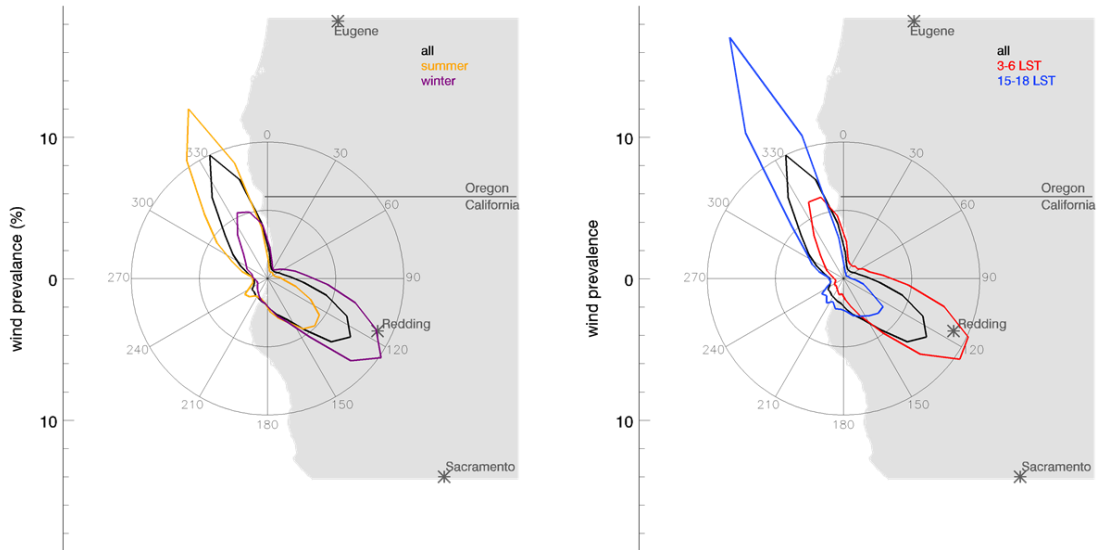 Eugene
all
summer
winter
10
0
10
wind prevalance (%)
0
30
60
90
120
150
180
210
240
270
300
330
Oregon
California
Redding
Sacramento
Eugene
all
3-6 LST
15-18 LST
10
0
10
wind prevalence
0
30
60
90
120
150
180
210
240
270
300
330
Oregon
California
Redding
Sacramento